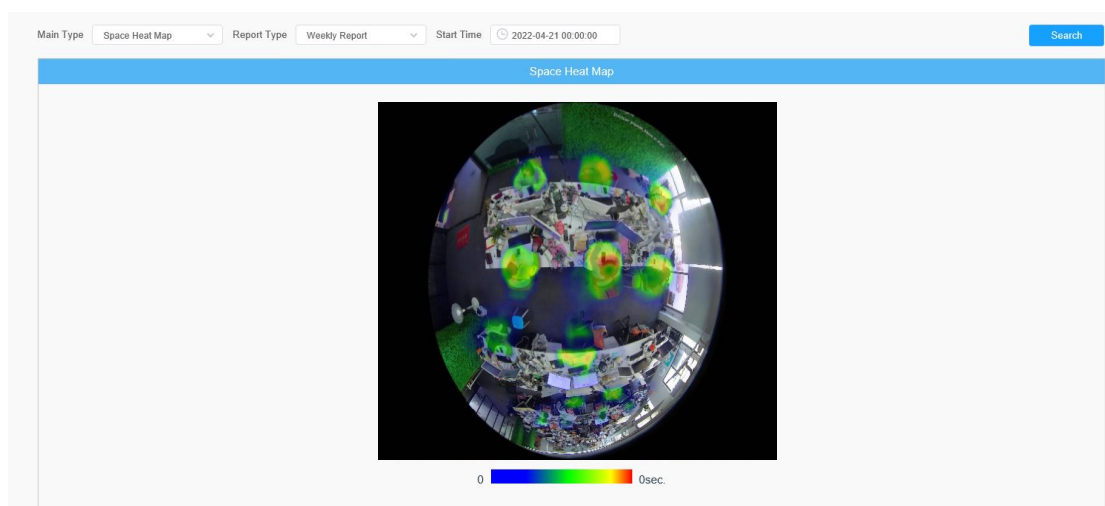 Main Type Space Heat Map Report Type Weekly Report Start Time 2022-04-21 00:00:00 Search
Space Heat Map
0 0sec.